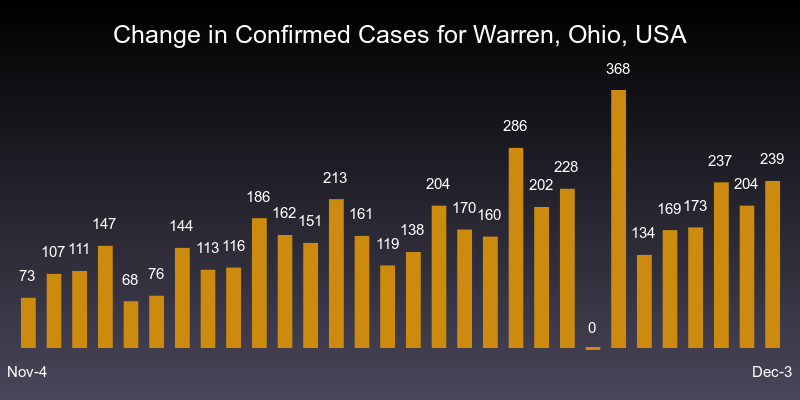 Change in Confirmed Cases for Warren, Ohio, USA
73 107 111 147 68 76 144 113 116 186 162 151 213 161 119 138 204 170 160 286 202 228 0 368 134 169 173 237 204 239
Nov-4 Dec-3